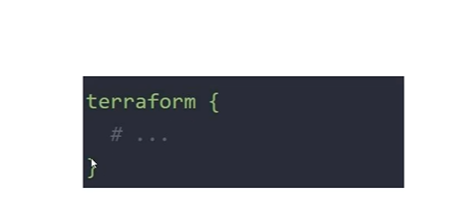 terraform {
  # ...
}